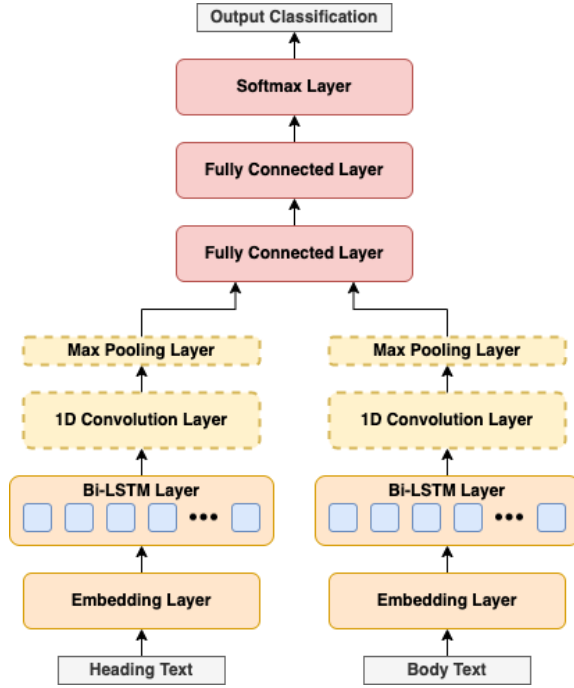 Output Classification
Softmax Layer
Fully Connected Layer
Fully Connected Layer
Max Pooling Layer
Max Pooling Layer
1D Convolution Layer
1D Convolution Layer
Bi-LSTM Layer
Bi-LSTM Layer
Embedding Layer
Embedding Layer
Heading Text
Body Text